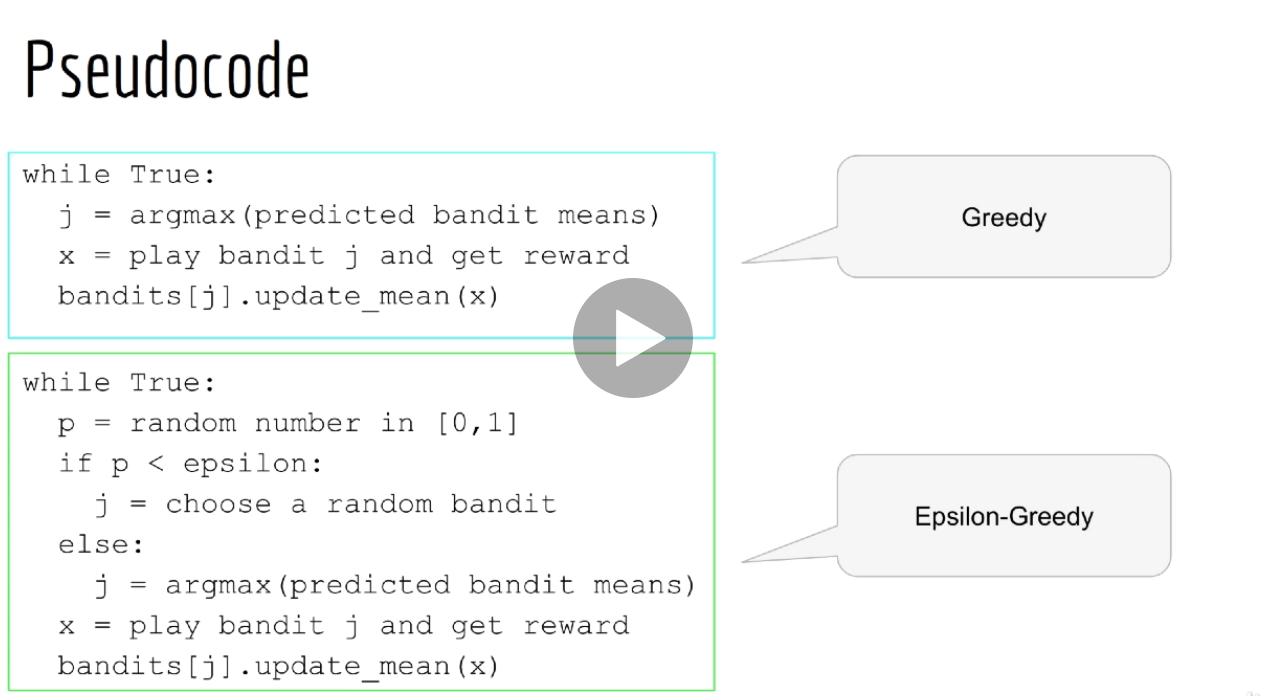 Pseudocode
while True:
  j = argmax(predicted bandit means)
  x = play bandit j and get reward
  bandits[j].update_mean(x)
Greedy
while True:
  p = random number in [0,1]
  if p < epsilon:
    j = choose a random bandit
  else:
    j = argmax(predicted bandit means)
  x = play bandit j and get reward
  bandits[j].update_mean(x)
Epsilon-Greedy